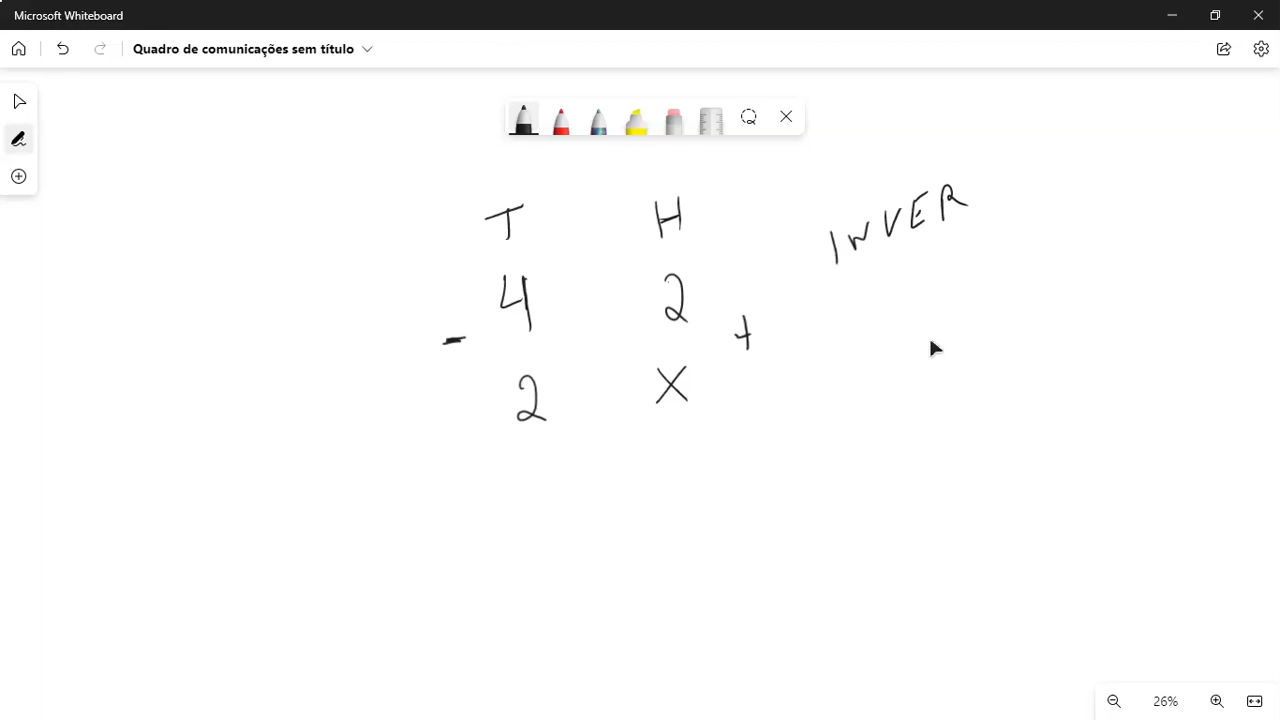 Microsoft Whiteboard
Quadro de comunicações sem título
T H INVER
4 2
- +
2 X
26%